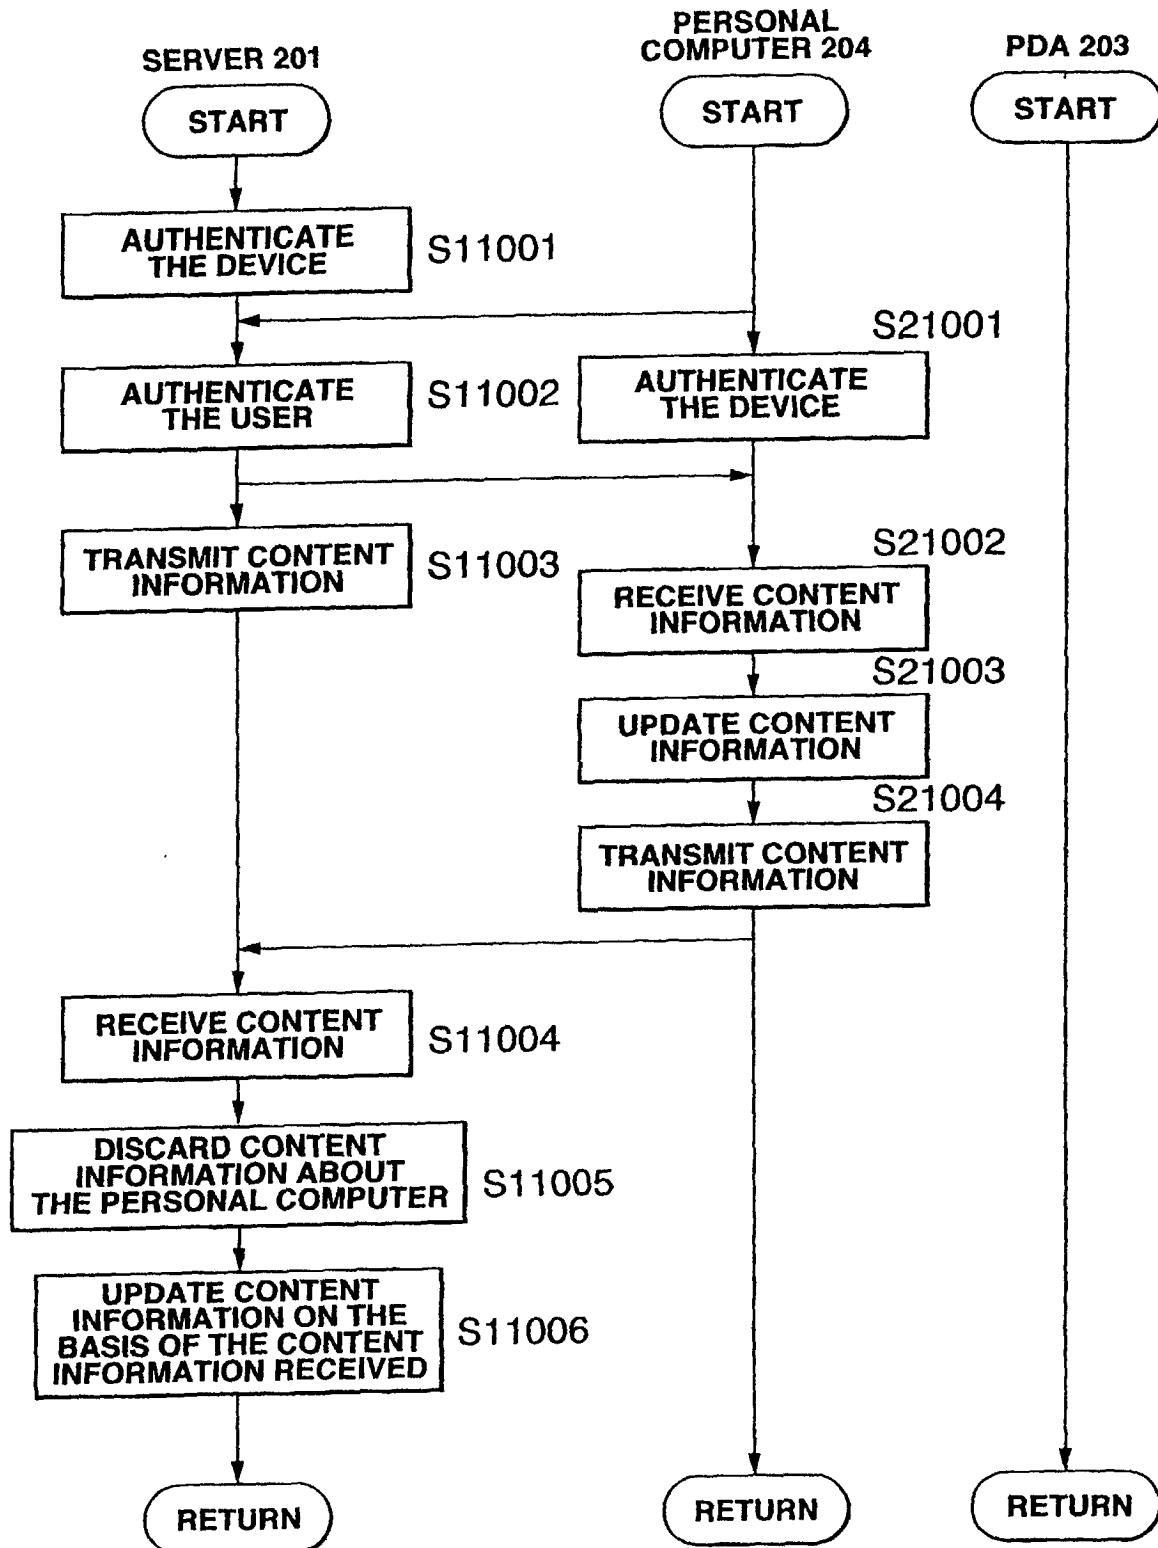 SERVER 201
START
AUTHENTICATE
THE DEVICE
S11001
AUTHENTICATE
THE USER
S11002
TRANSMIT CONTENT
INFORMATION
S11003
RECEIVE CONTENT
INFORMATION
S11004
DISCARD CONTENT
INFORMATION ABOUT
THE PERSONAL COMPUTER
S11005
UPDATE CONTENT
INFORMATION ON THE
BASIS OF THE CONTENT
INFORMATION RECEIVED
S11006
RETURN
PERSONAL
COMPUTER 204
START
S21001
AUTHENTICATE
THE DEVICE
S21002
RECEIVE CONTENT
INFORMATION
S21003
UPDATE CONTENT
INFORMATION
S21004
TRANSMIT CONTENT
INFORMATION
RETURN
PDA 203
START
RETURN